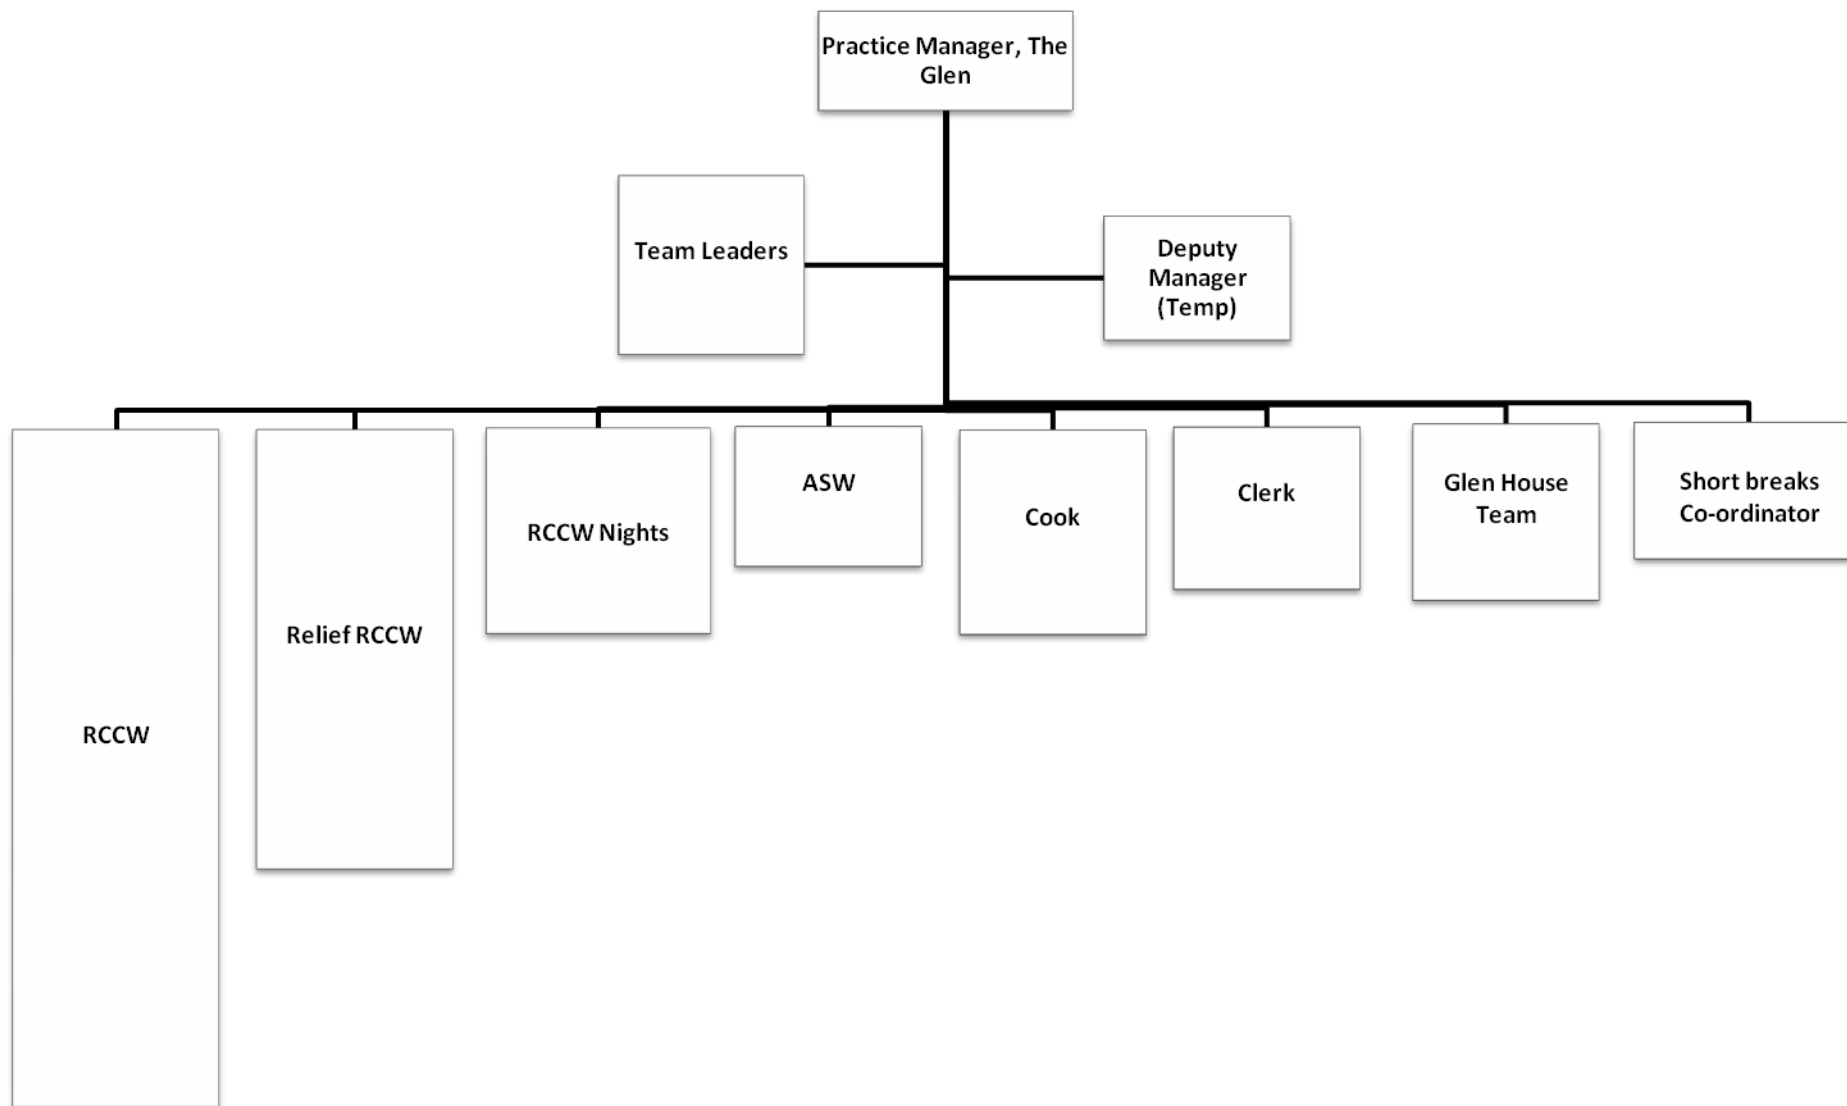 Practice Manager, The
Glen
Team Leaders
Deputy
Manager
(Temp)
RCCW
Relief RCCW
RCCW Nights
ASW
Cook
Clerk
Glen House
Team
Short breaks
Co-ordinator